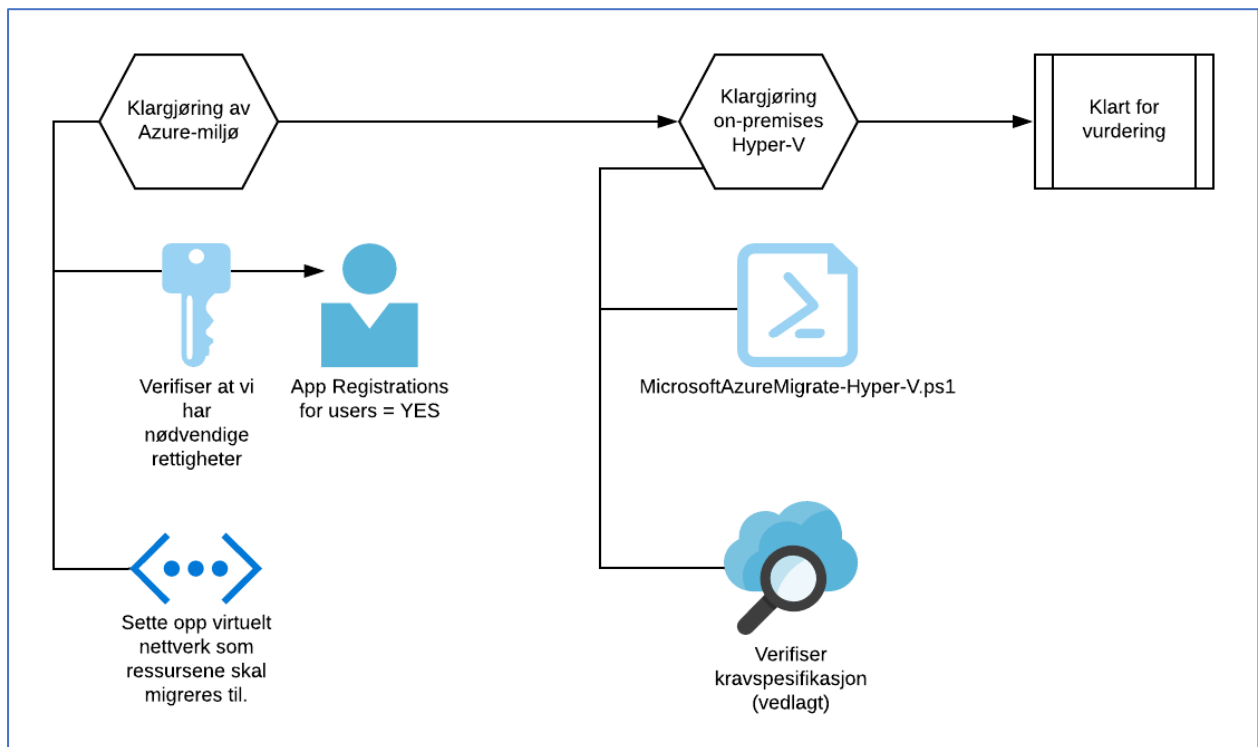 Klargjøring av
Azure-miljø
Klargjøring
on-premises
Hyper-V
Klart for
vurdering
Verifiser at vi
har
nødvendige
rettigheter
App Registrations
for users = YES
MicrosoftAzureMigrate-Hyper-V.ps1
Sette opp virtuelt
nettverk som
ressursene skal
migreres til.
Verifiser
kravspesifikasjon
(vedlagt)